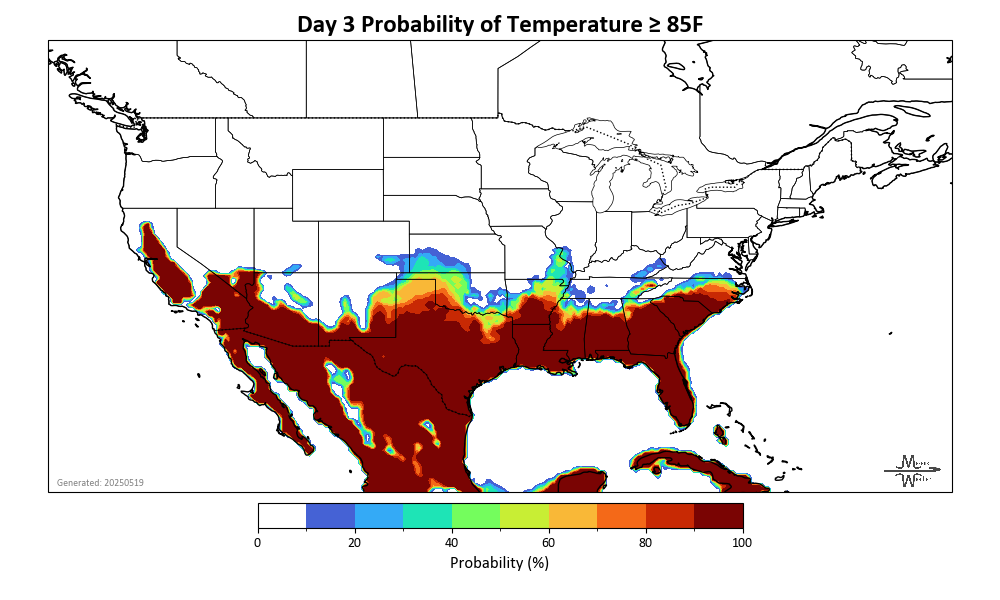 Day 3 Probability of Temperature ≥ 85F
Generated: 20250519
0 20 40 60 80 100
Probability (%)